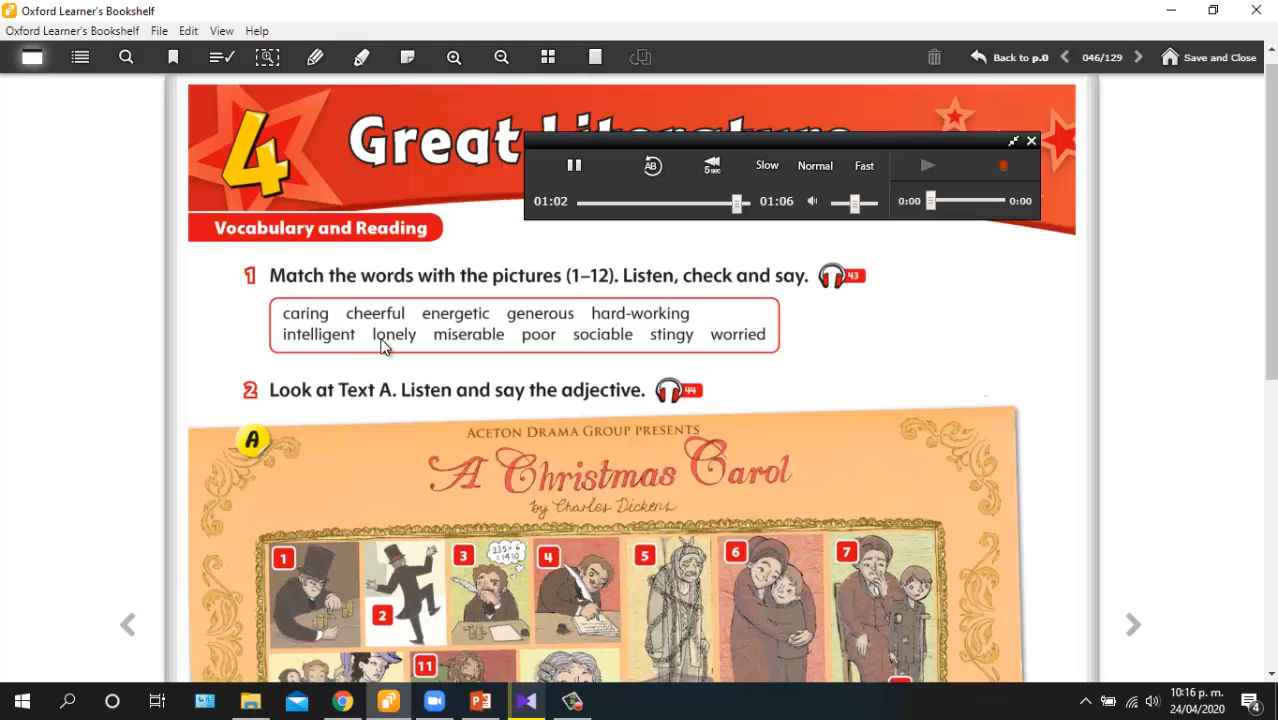 Oxford Learner's Bookshelf
Oxford Learner's Bookshelf File Edit View Help
Back to p.0 046/129 Save and Close
4 Great Literature
AB 5sec Slow Normal Fast
01:02 01:06 0:00 0:00
Vocabulary and Reading
1 Match the words with the pictures (1–12). Listen, check and say. 43
caring cheerful energetic generous hard-working
intelligent lonely miserable poor sociable stingy worried
2 Look at Text A. Listen and say the adjective. 44
A
ACETON DRAMA GROUP PRESENTS
A Christmas Carol
by Charles Dickens
1 2 3 4 5 6 7
11
10:16 p. m.
24/04/2020
4